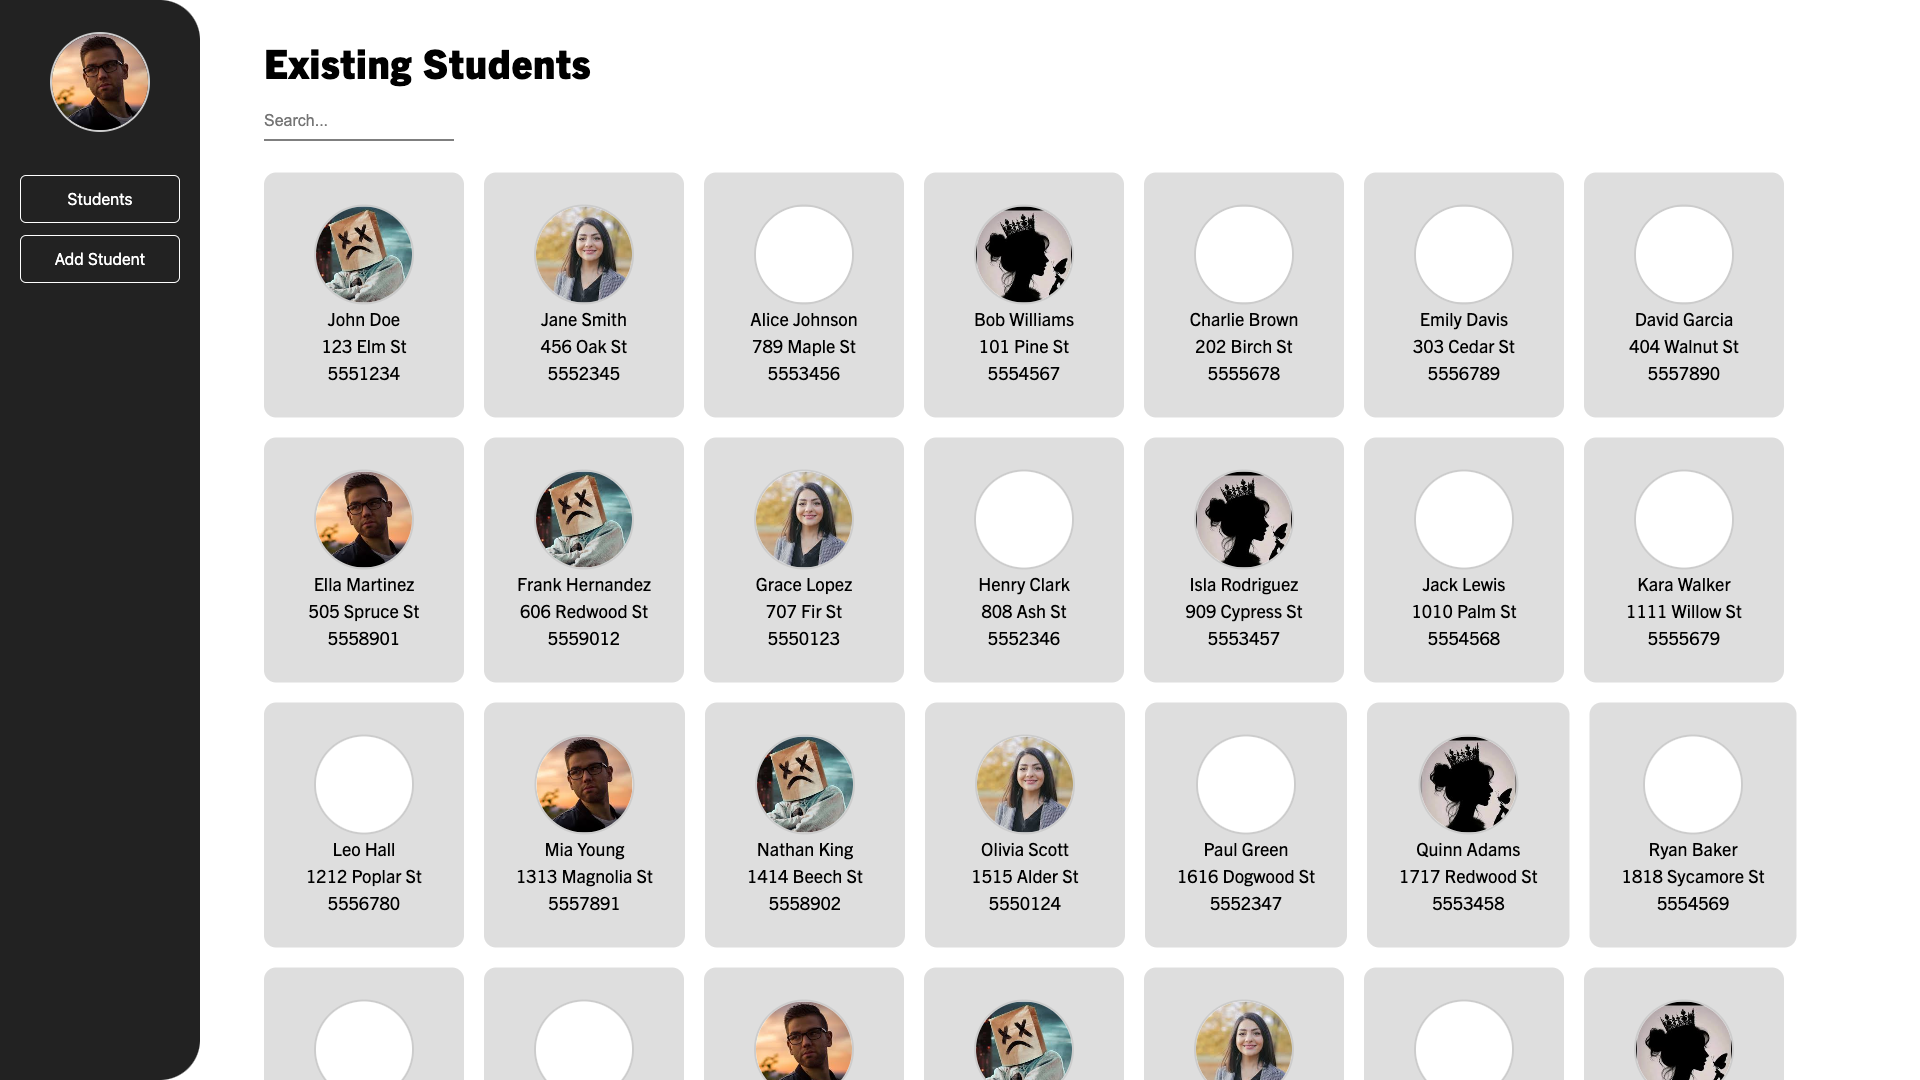 Students
Add Student
Existing Students
Search...
John Doe
123 Elm St
5551234
Jane Smith
456 Oak St
5552345
Alice Johnson
789 Maple St
5553456
Bob Williams
101 Pine St
5554567
Charlie Brown
202 Birch St
5555678
Emily Davis
303 Cedar St
5556789
David Garcia
404 Walnut St
5557890
Ella Martinez
505 Spruce St
5558901
Frank Hernandez
606 Redwood St
5559012
Grace Lopez
707 Fir St
5550123
Henry Clark
808 Ash St
5552346
Isla Rodriguez
909 Cypress St
5553457
Jack Lewis
1010 Palm St
5554568
Kara Walker
1111 Willow St
5555679
Leo Hall
1212 Poplar St
5556780
Mia Young
1313 Magnolia St
5557891
Nathan King
1414 Beech St
5558902
Olivia Scott
1515 Alder St
5550124
Paul Green
1616 Dogwood St
5552347
Quinn Adams
1717 Redwood St
5553458
Ryan Baker
1818 Sycamore St
5554569